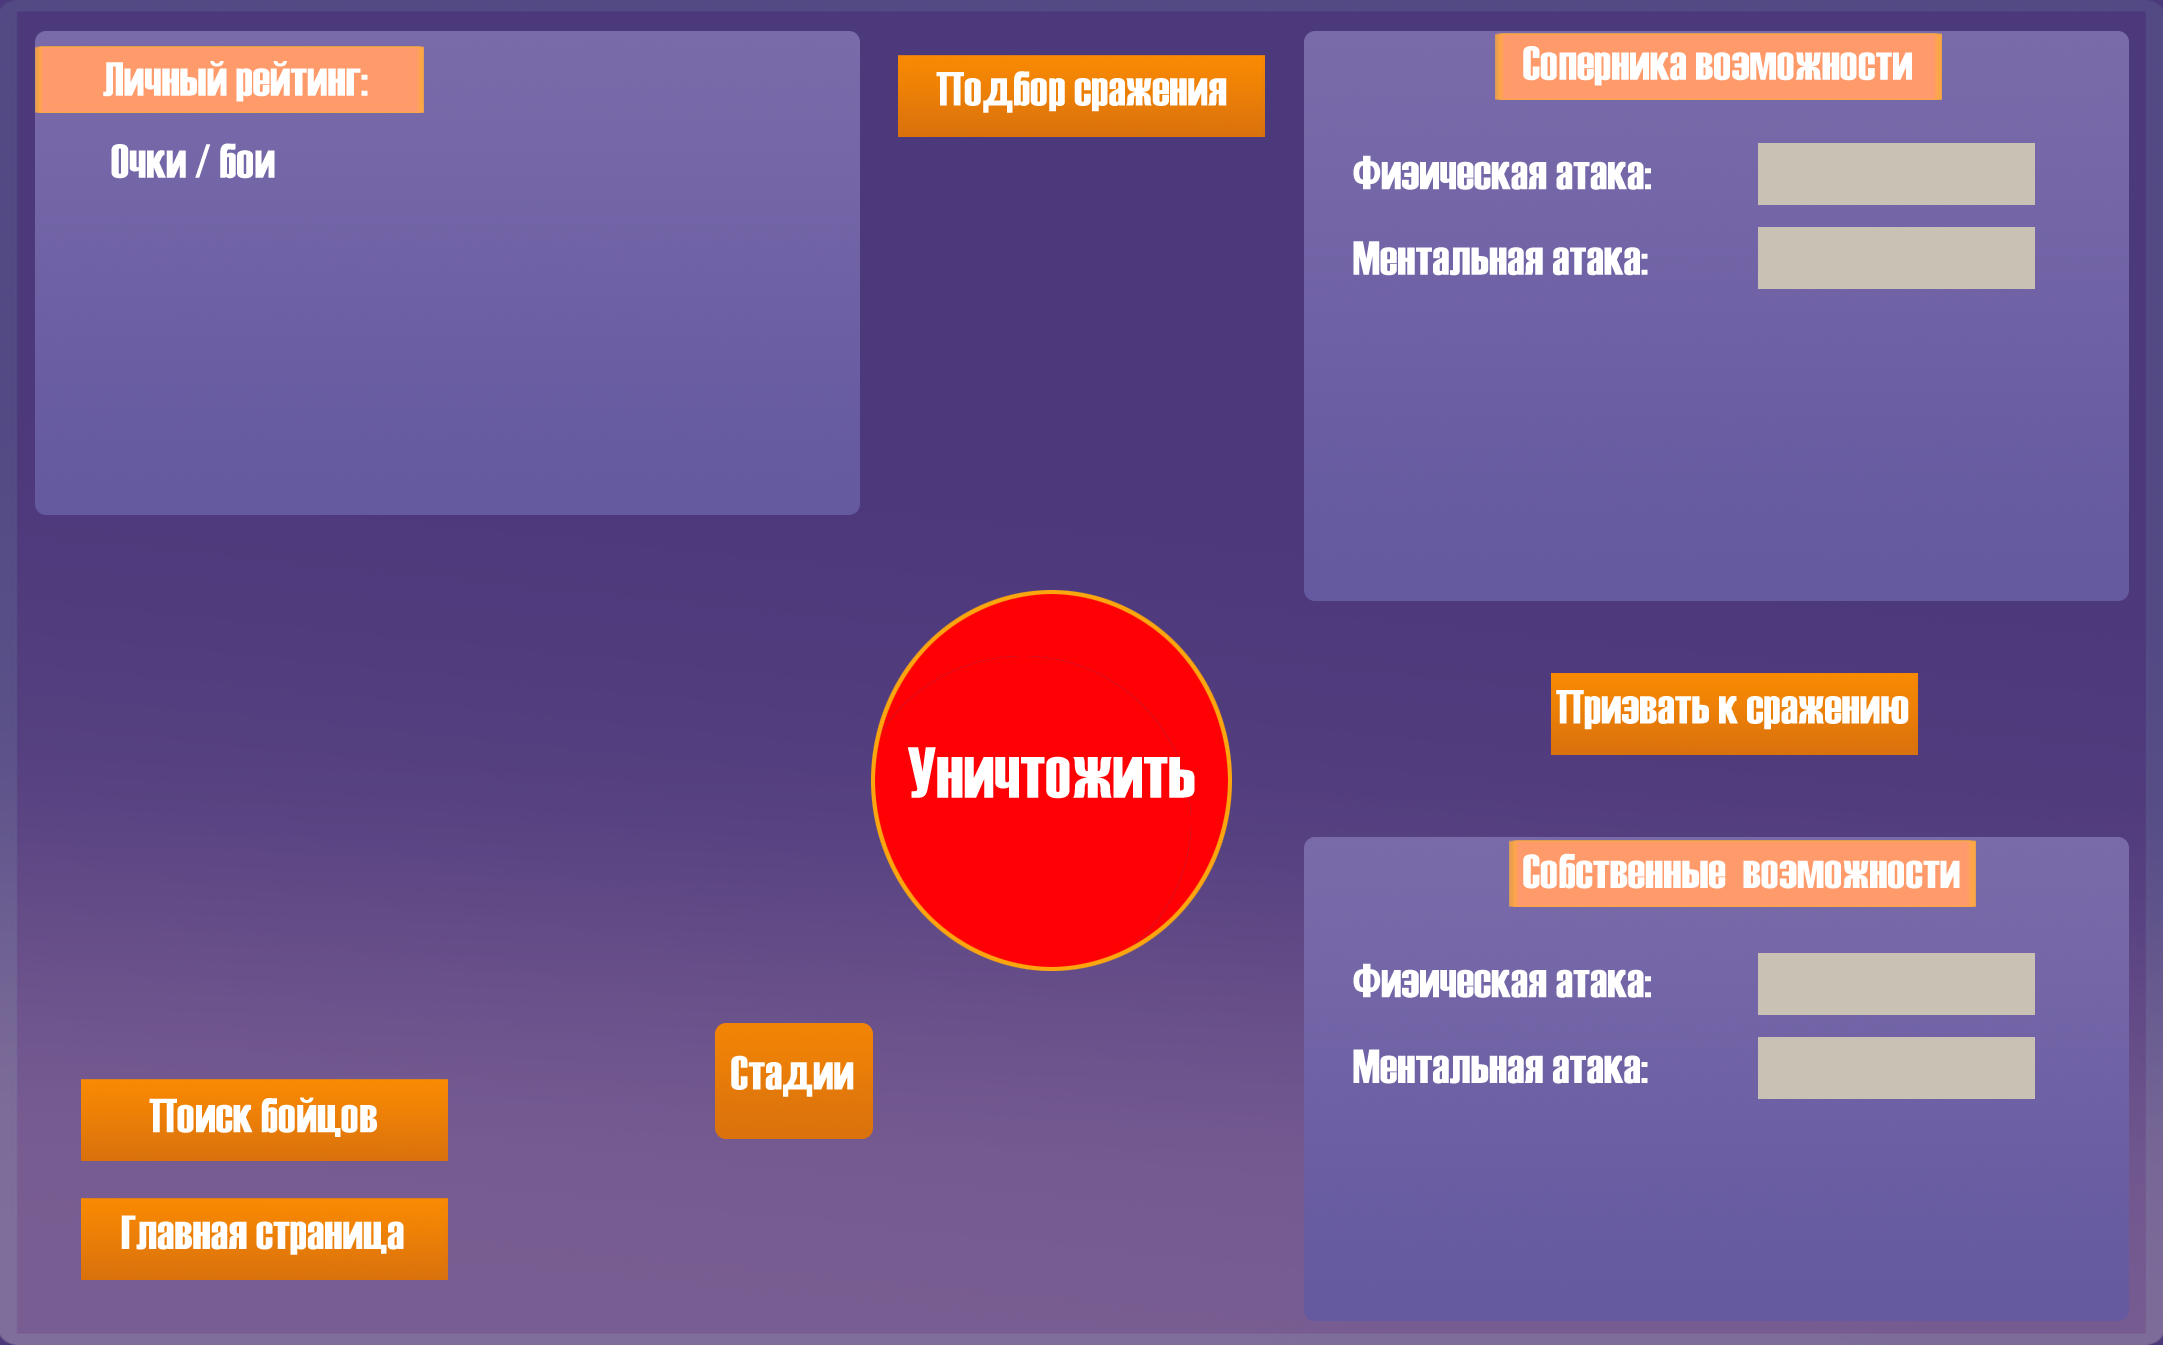 Личный рейтинг:
Очки / бои
Подбор сражения
Соперника возможности
Физическая атака:
Ментальная атака:
Уничтожить
Призвать к сражению
Собственные возможности
Физическая атака:
Ментальная атака:
Стадии
Поиск бойцов
Главная страница